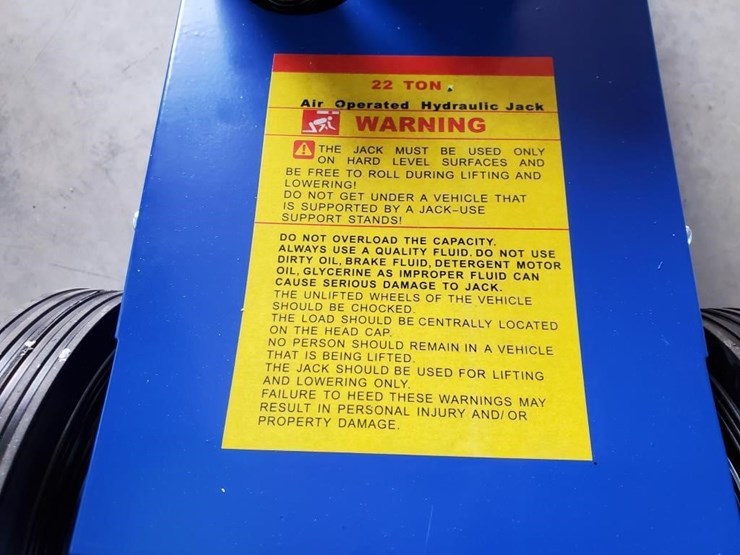 22 TON
Air Operated Hydraulic Jack
WARNING
THE JACK MUST BE USED ONLY
ON HARD LEVEL SURFACES AND
BE FREE TO ROLL DURING LIFTING AND
LOWERING!
DO NOT GET UNDER A VEHICLE THAT
IS SUPPORTED BY A JACK-USE
SUPPORT STANDS!
DO NOT OVERLOAD THE CAPACITY.
ALWAYS USE A QUALITY FLUID. DO NOT USE
DIRTY OIL, BRAKE FLUID, DETERGENT MOTOR
OIL, GLYCERINE AS IMPROPER FLUID CAN
CAUSE SERIOUS DAMAGE TO JACK.
THE UNLIFTED WHEELS OF THE VEHICLE
SHOULD BE CHOCKED.
THE LOAD SHOULD BE CENTRALLY LOCATED
ON THE HEAD CAP.
NO PERSON SHOULD REMAIN IN A VEHICLE
THAT IS BEING LIFTED.
THE JACK SHOULD BE USED FOR LIFTING
AND LOWERING ONLY.
FAILURE TO HEED THESE WARNINGS MAY
RESULT IN PERSONAL INJURY AND/OR
PROPERTY DAMAGE.